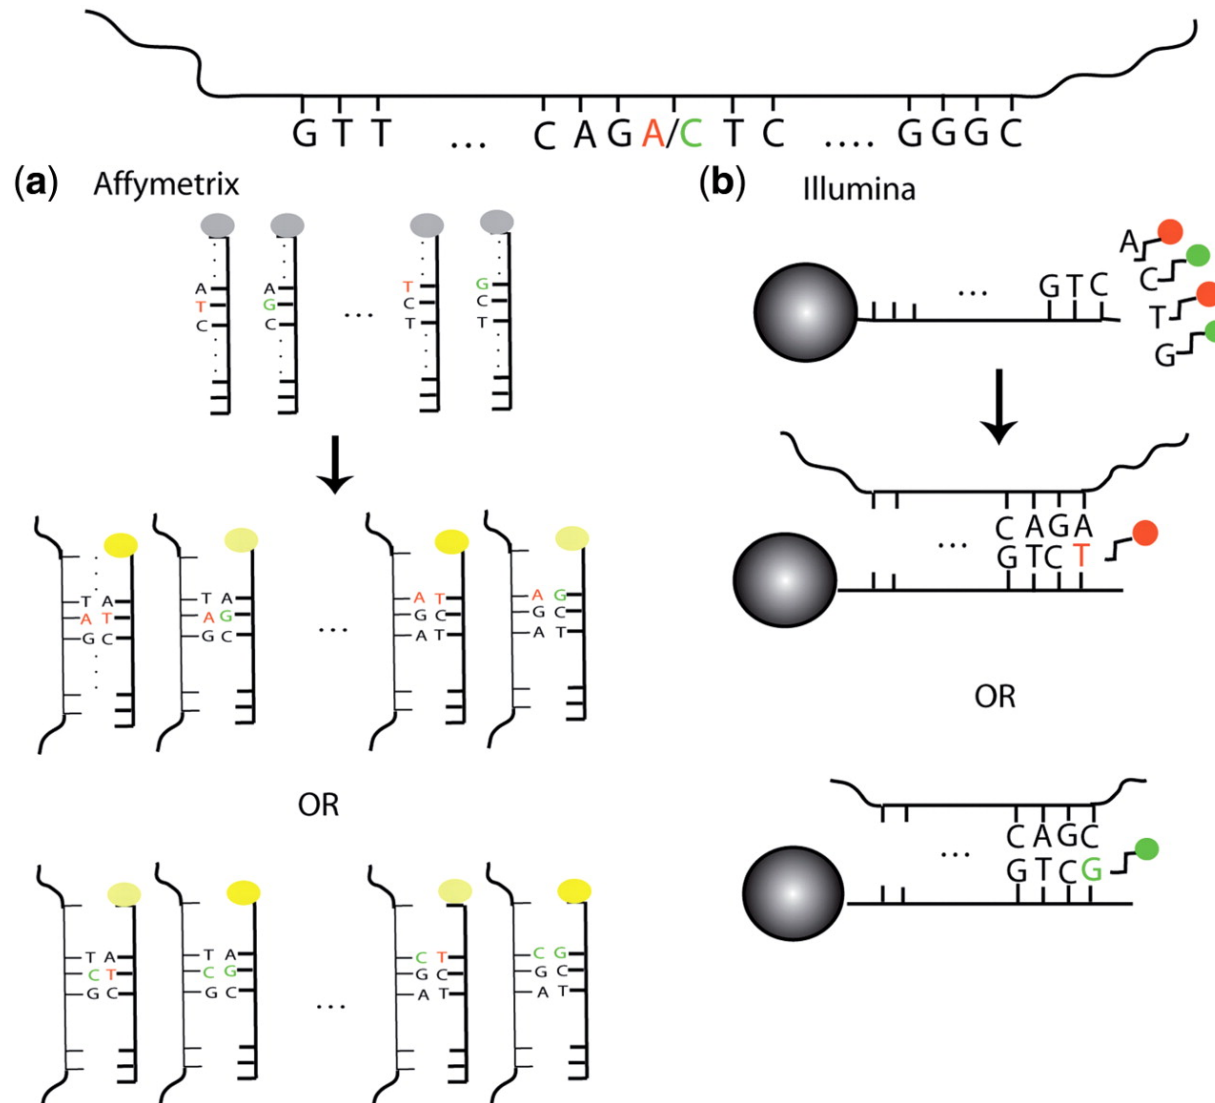 G T T ... C A G A/C T C .... G G G C
(a) Affymetrix
A A T G
T G ... C C
C C T T
T A T A A T A G
A T A G ... G C G C
G C G C A T A T
OR
T A T A C T C G
C T C G ... G C G C
G C G C A T A T
(b) Illumina
... G T C
A
C
T
G
C A G A
... G T C T
OR
C A G C
... G T C G